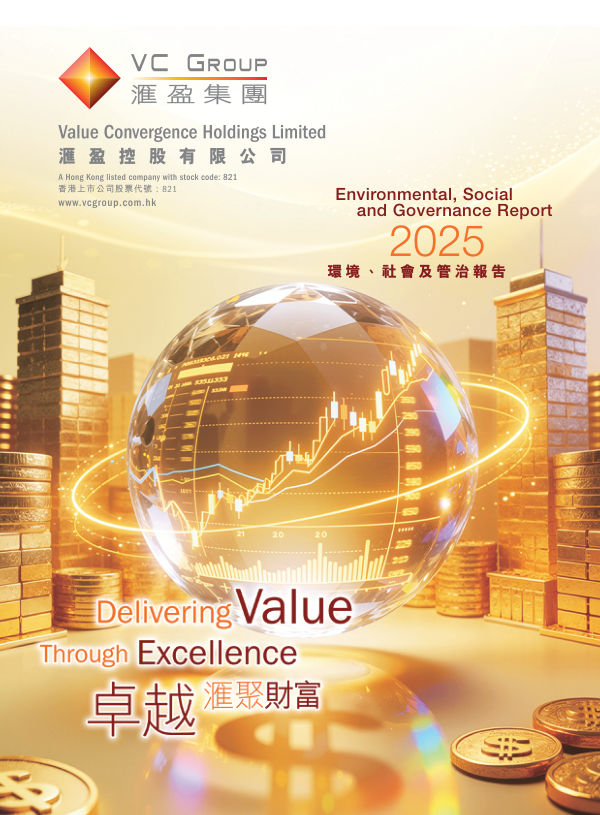 VC GROUP
滙盈集團
Value Convergence Holdings Limited
滙盈控股有限公司
A Hong Kong listed company with stock code: 821
香港上市公司股票代號：821
www.vcgroup.com.hk
Environmental, Social
and Governance Report
2025
環境、社會及管治報告
21 20 20
Delivering Value
Through Excellence
卓越滙聚財富